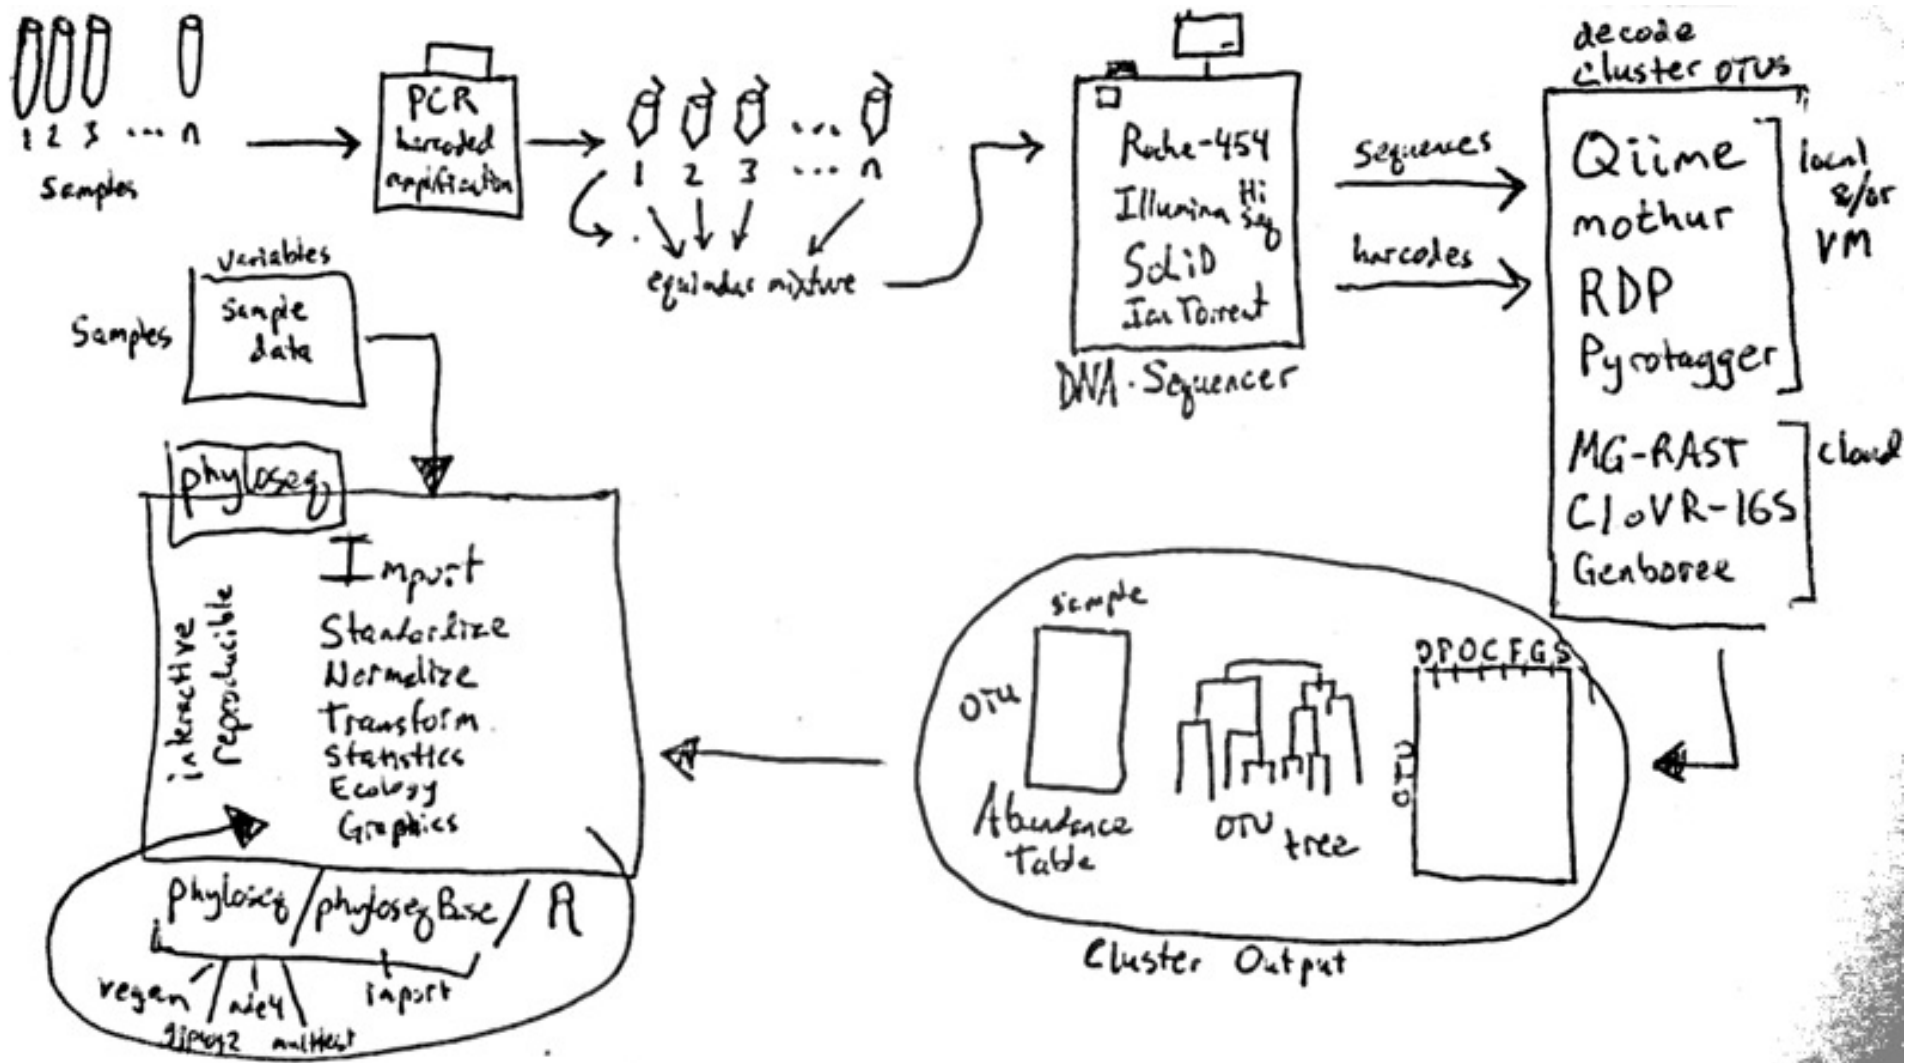 1 2 3 ... n
Samples
PCR
barcoded
amplification
1 2 3 ... n
equimolar mixture
Roche-454
Illumina Hi
Seq
SoLiD
Ion Torrent
DNA-Sequencer
sequences
barcodes
decode
cluster OTUs
Qiime
mothur
RDP
Pyrotagger
local
&/or
VM
MG-RAST
CloVR-16S
Genboree
cloud
Variables
Samples
Sample
data
phyloseq
interactive
reproducible
Import
Standardize
Normalize
Transform
Statistics
Ecology
Graphics
phyloseq / phyloseqBase / R
vegan
ade4
import
multtest
sample
OTU
Abundance
Table
OTU
tree
D P O C F G S
OTU
Cluster Output